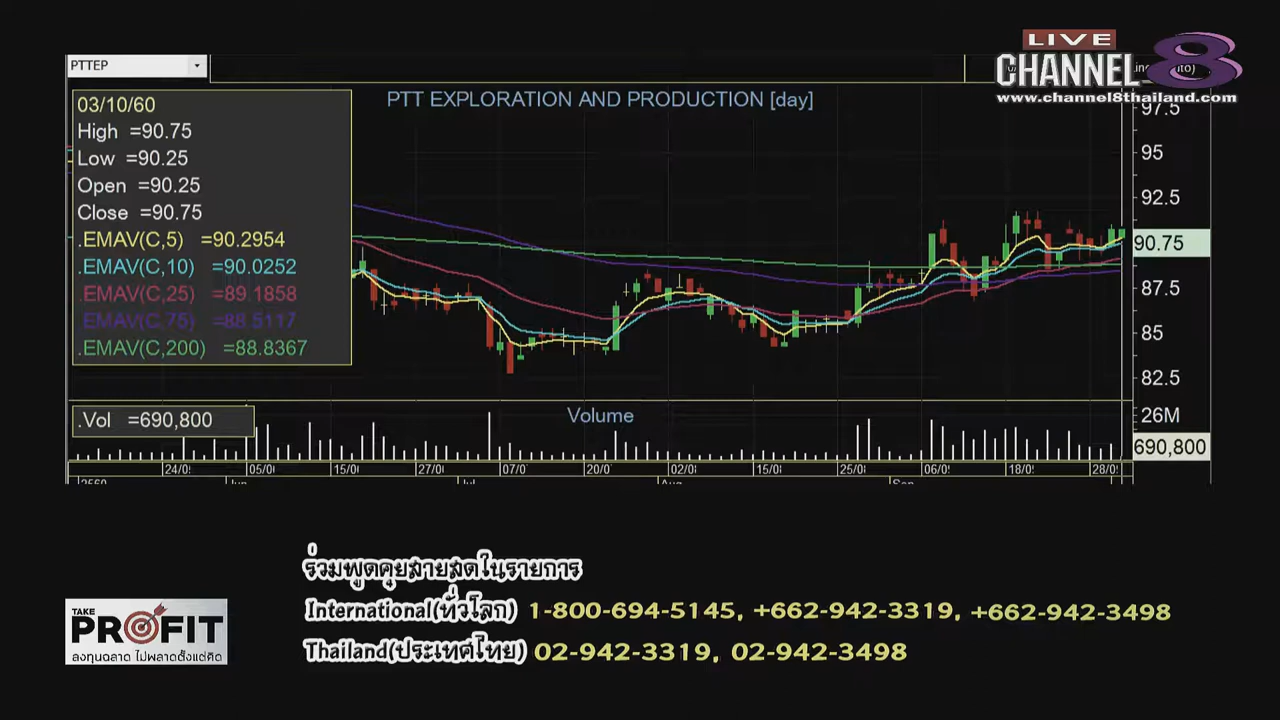 LIVE
CHANNEL 8
www.channel8thailand.com
PTTEP
PTT EXPLORATION AND PRODUCTION [day]
03/10/60
High =90.75
Low =90.25
Open =90.25
Close =90.75
.EMAV(C,5) =90.2954
.EMAV(C,10) =90.0252
.EMAV(C,25) =89.1858
.EMAV(C,75) =88.5117
.EMAV(C,200) =88.8367
97.5
95
92.5
90.75
87.5
85
82.5
.Vol =690,800
Volume
26M
690,800
24/0 05/0 15/0 27/0 07/0 20/0 02/0 15/0 25/0 06/0 18/0 28/0
2560 Jun Jul Aug Sep
ร่วมพูดคุยสายสดในรายการ
International(ทั่วโลก) 1-800-694-5145, +662-942-3319, +662-942-3498
Thailand(ประเทศไทย) 02-942-3319, 02-942-3498
TAKE
PROFIT
ลงทุนฉลาด ไม่พลาดตั้งแต่คิด